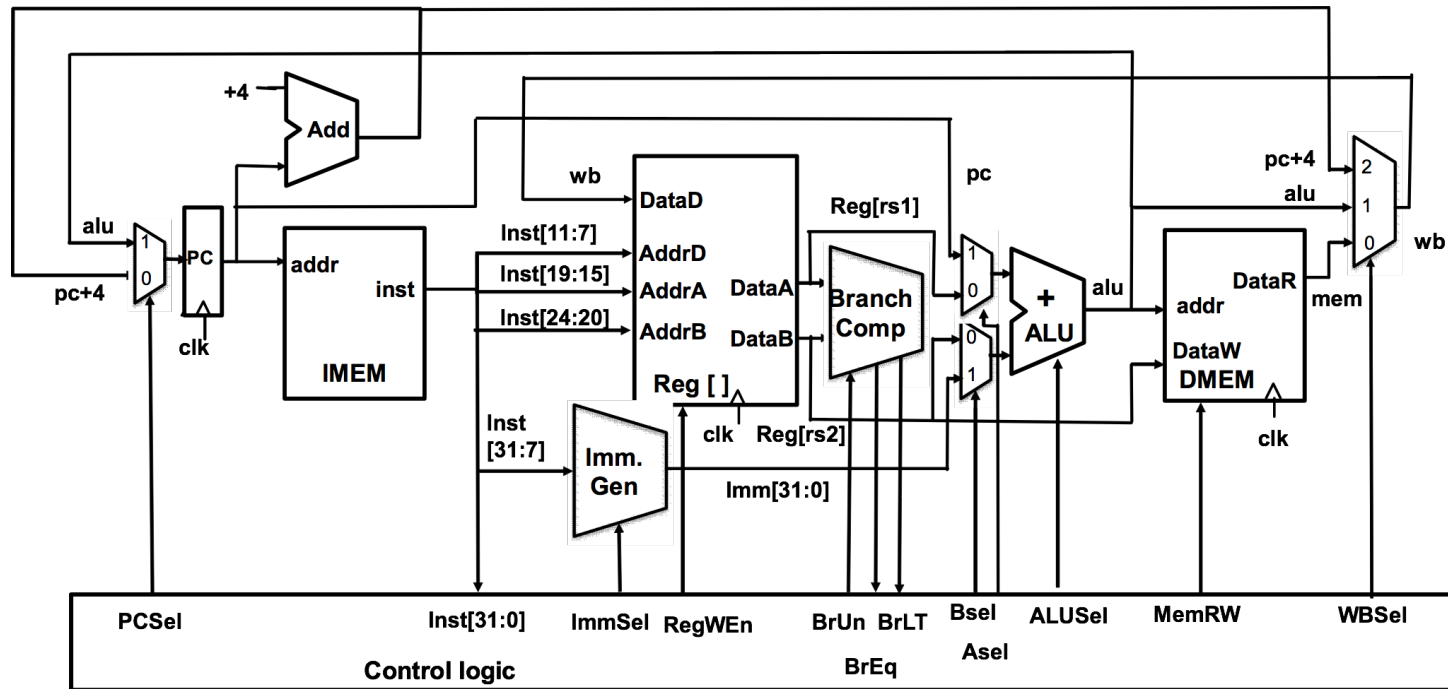 +4
Add
pc
pc+4
2
wb
DataD
Reg[rs1]
alu
1
alu
1
Inst[11:7]
AddrD
1
0
wb
PC
addr
Inst[19:15]
AddrA
DataA
Branch
Comp
0
+
ALU
alu
DataR
mem
pc+4
0
inst
Inst[24:20]
AddrB
DataB
0
addr
clk
IMEM
Reg [ ]
1
DataW
DMEM
clk
Reg[rs2]
clk
Inst
[31:7]
Imm.
Gen
Imm[31:0]
PCSel
Inst[31:0]
ImmSel
RegWEn
BrUn
BrLT
Bsel
ALUSel
MemRW
WBSel
BrEq
Asel
Control logic